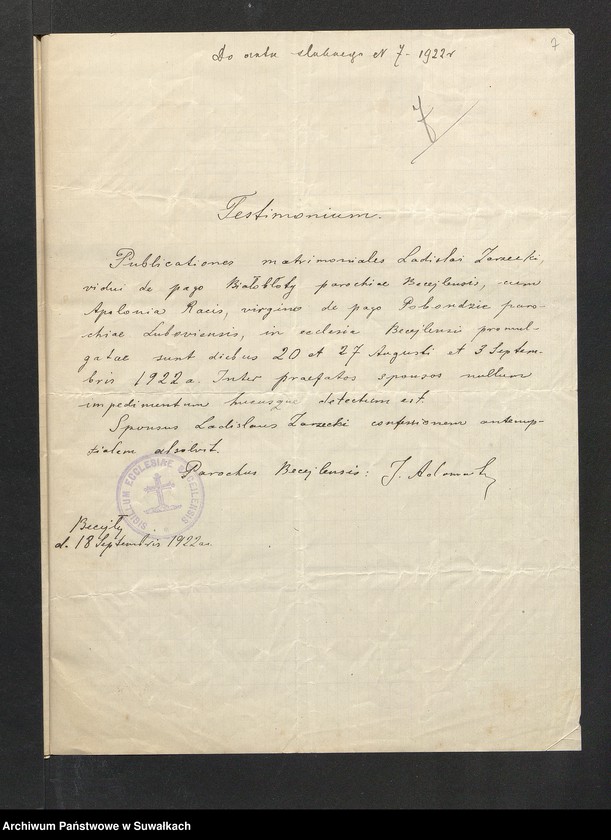 7
Do aktu ślubnego N 7 - 1922 r
7
Testimonium.
Publicationes matrimoniales Ladislai Zarzecki,
vidui de pago Białobłoty parochiae Becejlensis, cum
Apolonia Racis, virgine de pago Pobondzie paro-
chiae Luboviensis, in ecclesia Becejlensi promul-
gatae sunt diebus 20 et 27 Augusti et 3 Septem-
bris 1922 a. Inter praefatos sponsos nullum
impedimentum hucusque detectum est.
Sponsus Ladislaus Zarzecki confessionem antenup-
tialem absolvit.
Parochus Becejlensis: J.
SIGILLUM ECCLESIAE BECEJLENSIS
Becejły
d. 18 Septembris 1922 a.
Archiwum Państwowe w Suwałkach